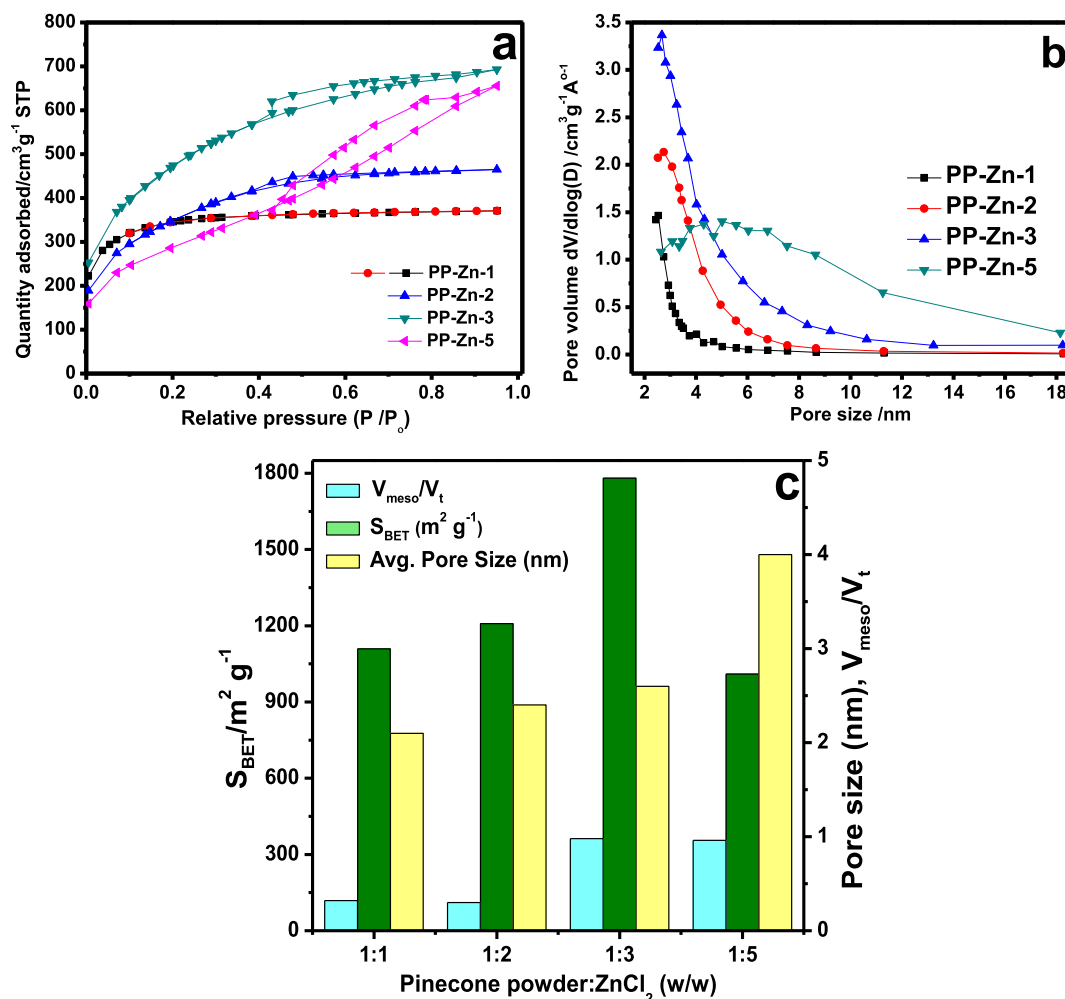 a
800
700
600
500
400
300
200
100
0
Quantity adsorbed/cm³g⁻¹ STP
PP-Zn-1
PP-Zn-2
PP-Zn-3
PP-Zn-5
0.0 0.2 0.4 0.6 0.8 1.0
Relative pressure (P /Pₒ)
b
3.5
3.0
2.5
2.0
1.5
1.0
0.5
0.0
Pore volume dV/dlog(D) /cm³g⁻¹A°⁻¹
PP-Zn-1
PP-Zn-2
PP-Zn-3
PP-Zn-5
2 4 6 8 10 12 14 16 18
Pore size /nm
c
1800
1500
1200
900
600
300
0
S_BET/m² g⁻¹
V_meso/V_t
S_BET (m² g⁻¹)
Avg. Pore Size (nm)
5
4
3
2
1
0
Pore size (nm), V_meso/V_t
1:1 1:2 1:3 1:5
Pinecone powder:ZnCl₂ (w/w)